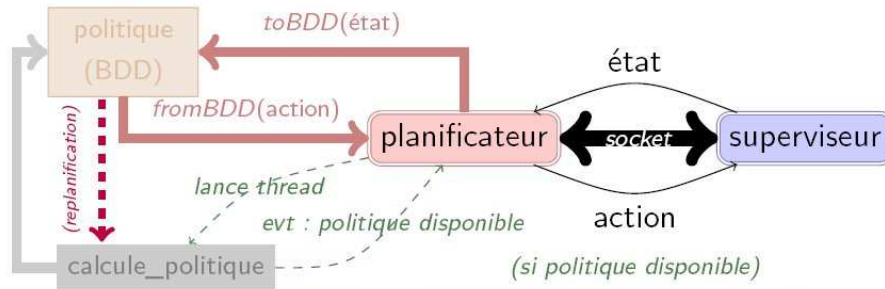 politique
(BDD)
toBDD(état)
fromBDD(action)
état
planificateur
socket
superviseur
(replanification)
lance thread
evt : politique disponible
action
calcule_politique
(si politique disponible)